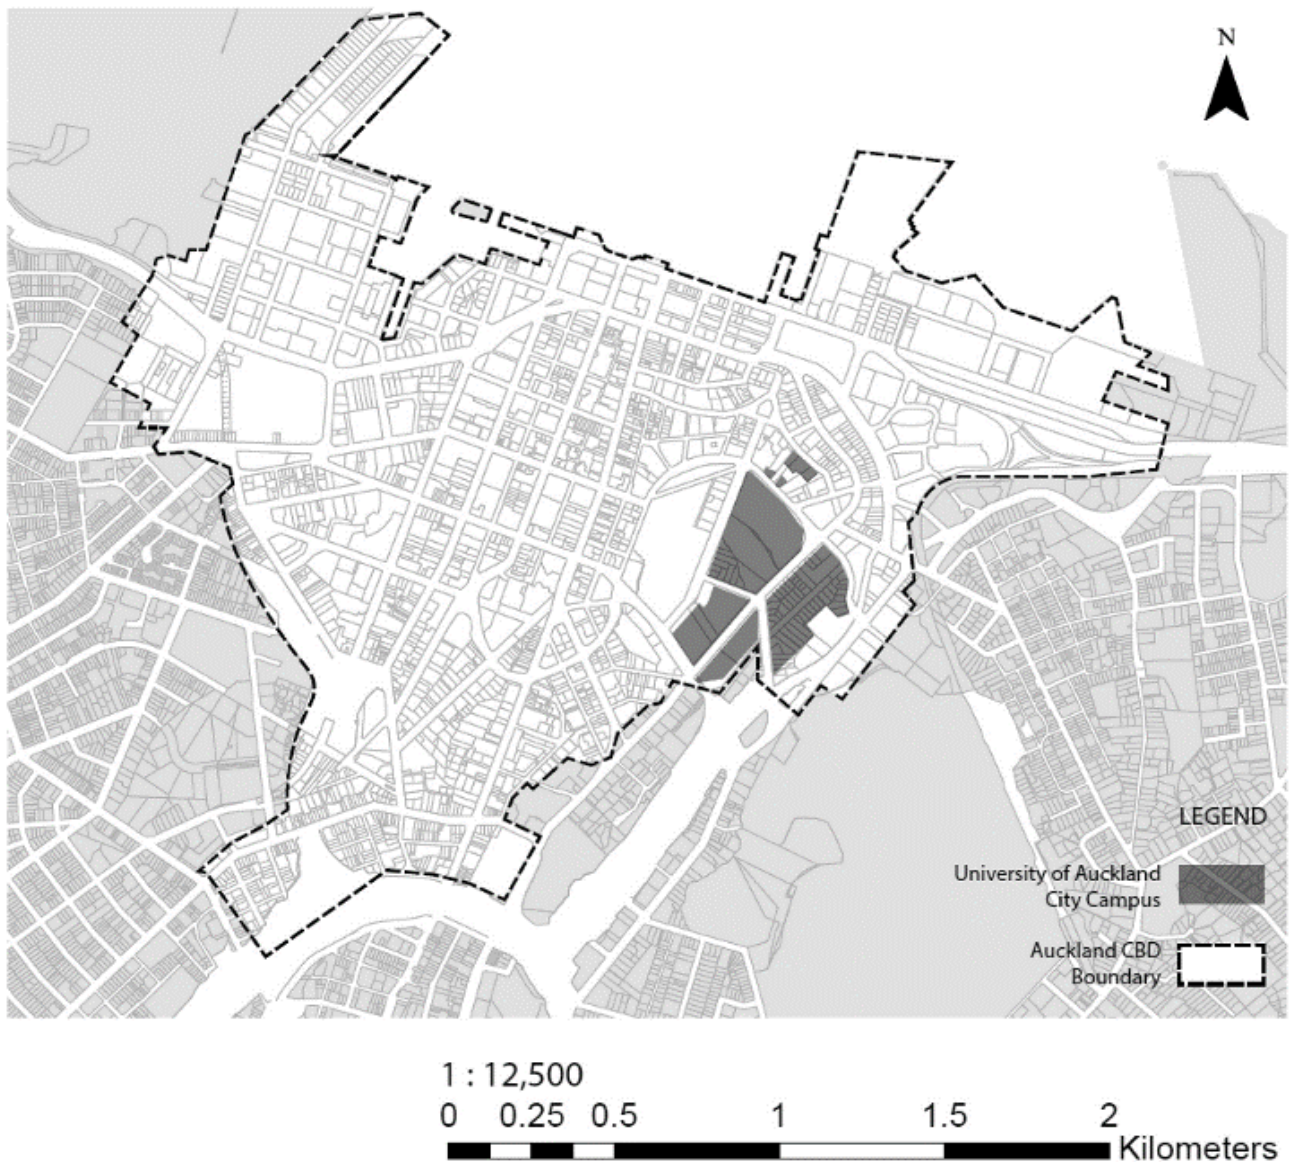 N
LEGEND
University of Auckland
City Campus
Auckland CBD
Boundary
1 : 12,500
0 0.25 0.5 1 1.5 2
Kilometers